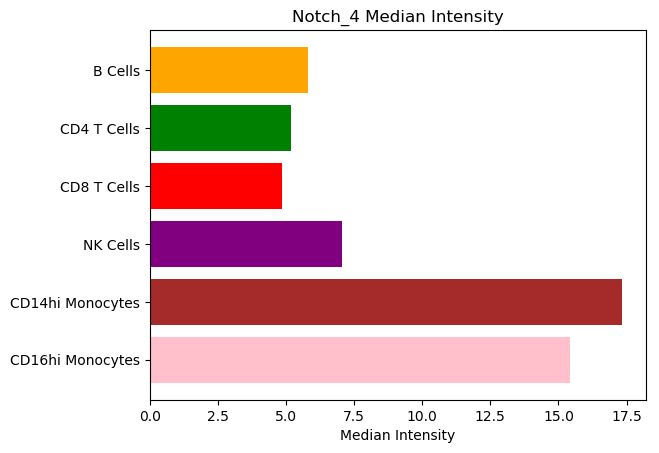 Notch_4 Median Intensity
B Cells
CD4 T Cells
CD8 T Cells
NK Cells
CD14hi Monocytes
CD16hi Monocytes
0.0 2.5 5.0 7.5 10.0 12.5 15.0 17.5
Median Intensity